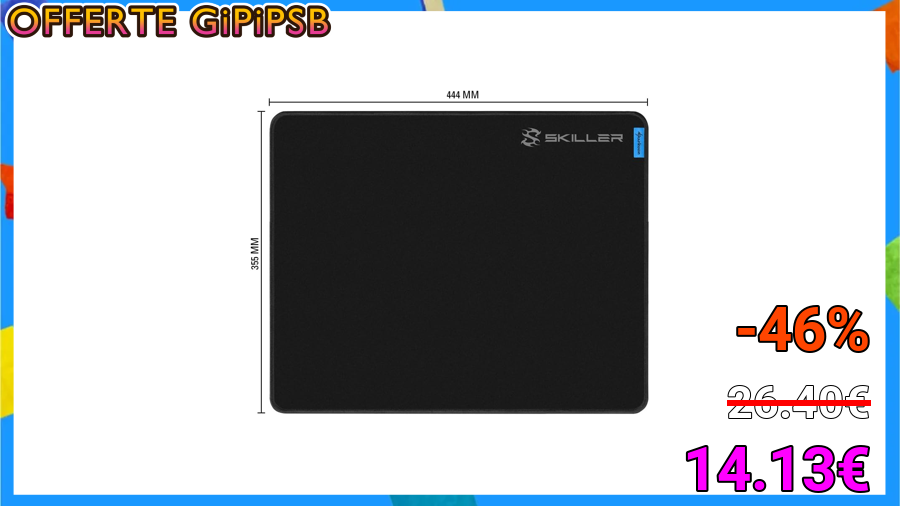 OFFERTE GiPiPSB
444 MM
SKILLER
355 MM
-46%
26.40€
14.13€